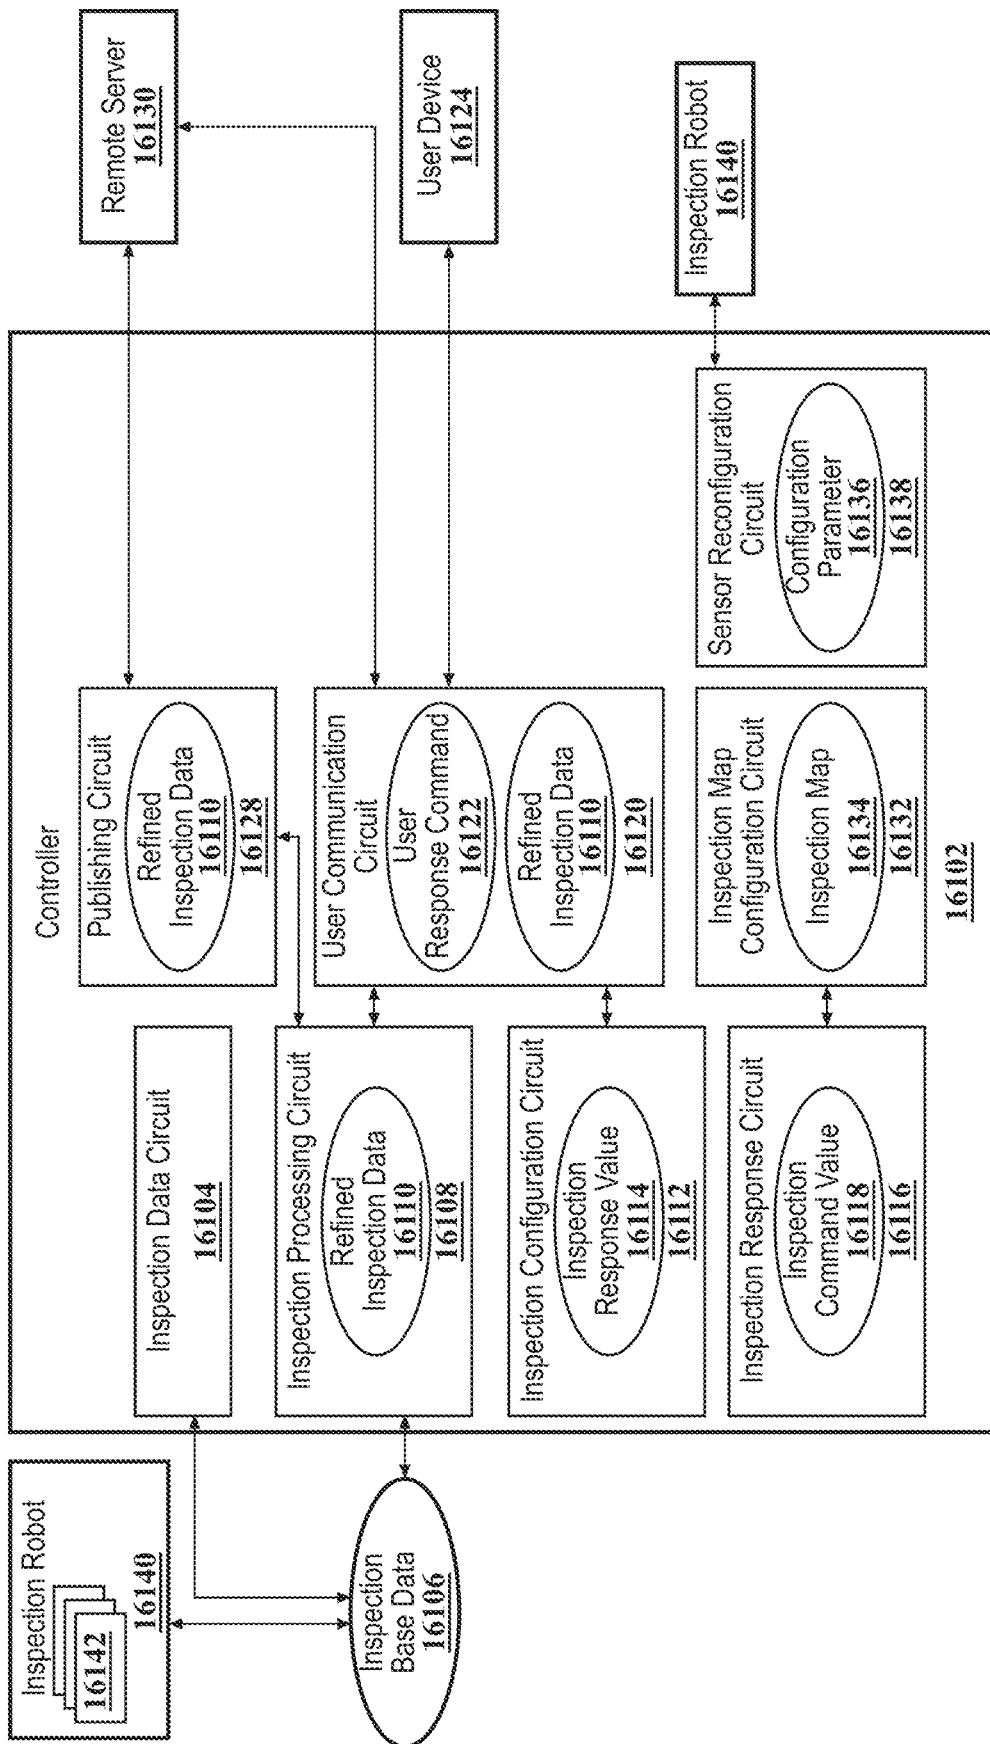 Inspection Robot
16142
16140
Inspection
Base Data
16106
Controller
Inspection Data Circuit
16104
Inspection Processing Circuit
Refined
Inspection Data
16110
16108
Inspection Configuration Circuit
Inspection
Response Value
16114
16112
Inspection Response Circuit
Inspection
Command Value
16118
16116
Publishing Circuit
Refined
Inspection Data
16110
16128
User Communication
Circuit
User
Response Command
16122
Refined
Inspection Data
16110
16120
Inspection Map
Configuration Circuit
Inspection Map
16134
16132
16102
Sensor Reconfiguration
Circuit
Configuration
Parameter
16136
16138
Remote Server
16130
User Device
16124
Inspection Robot
16140